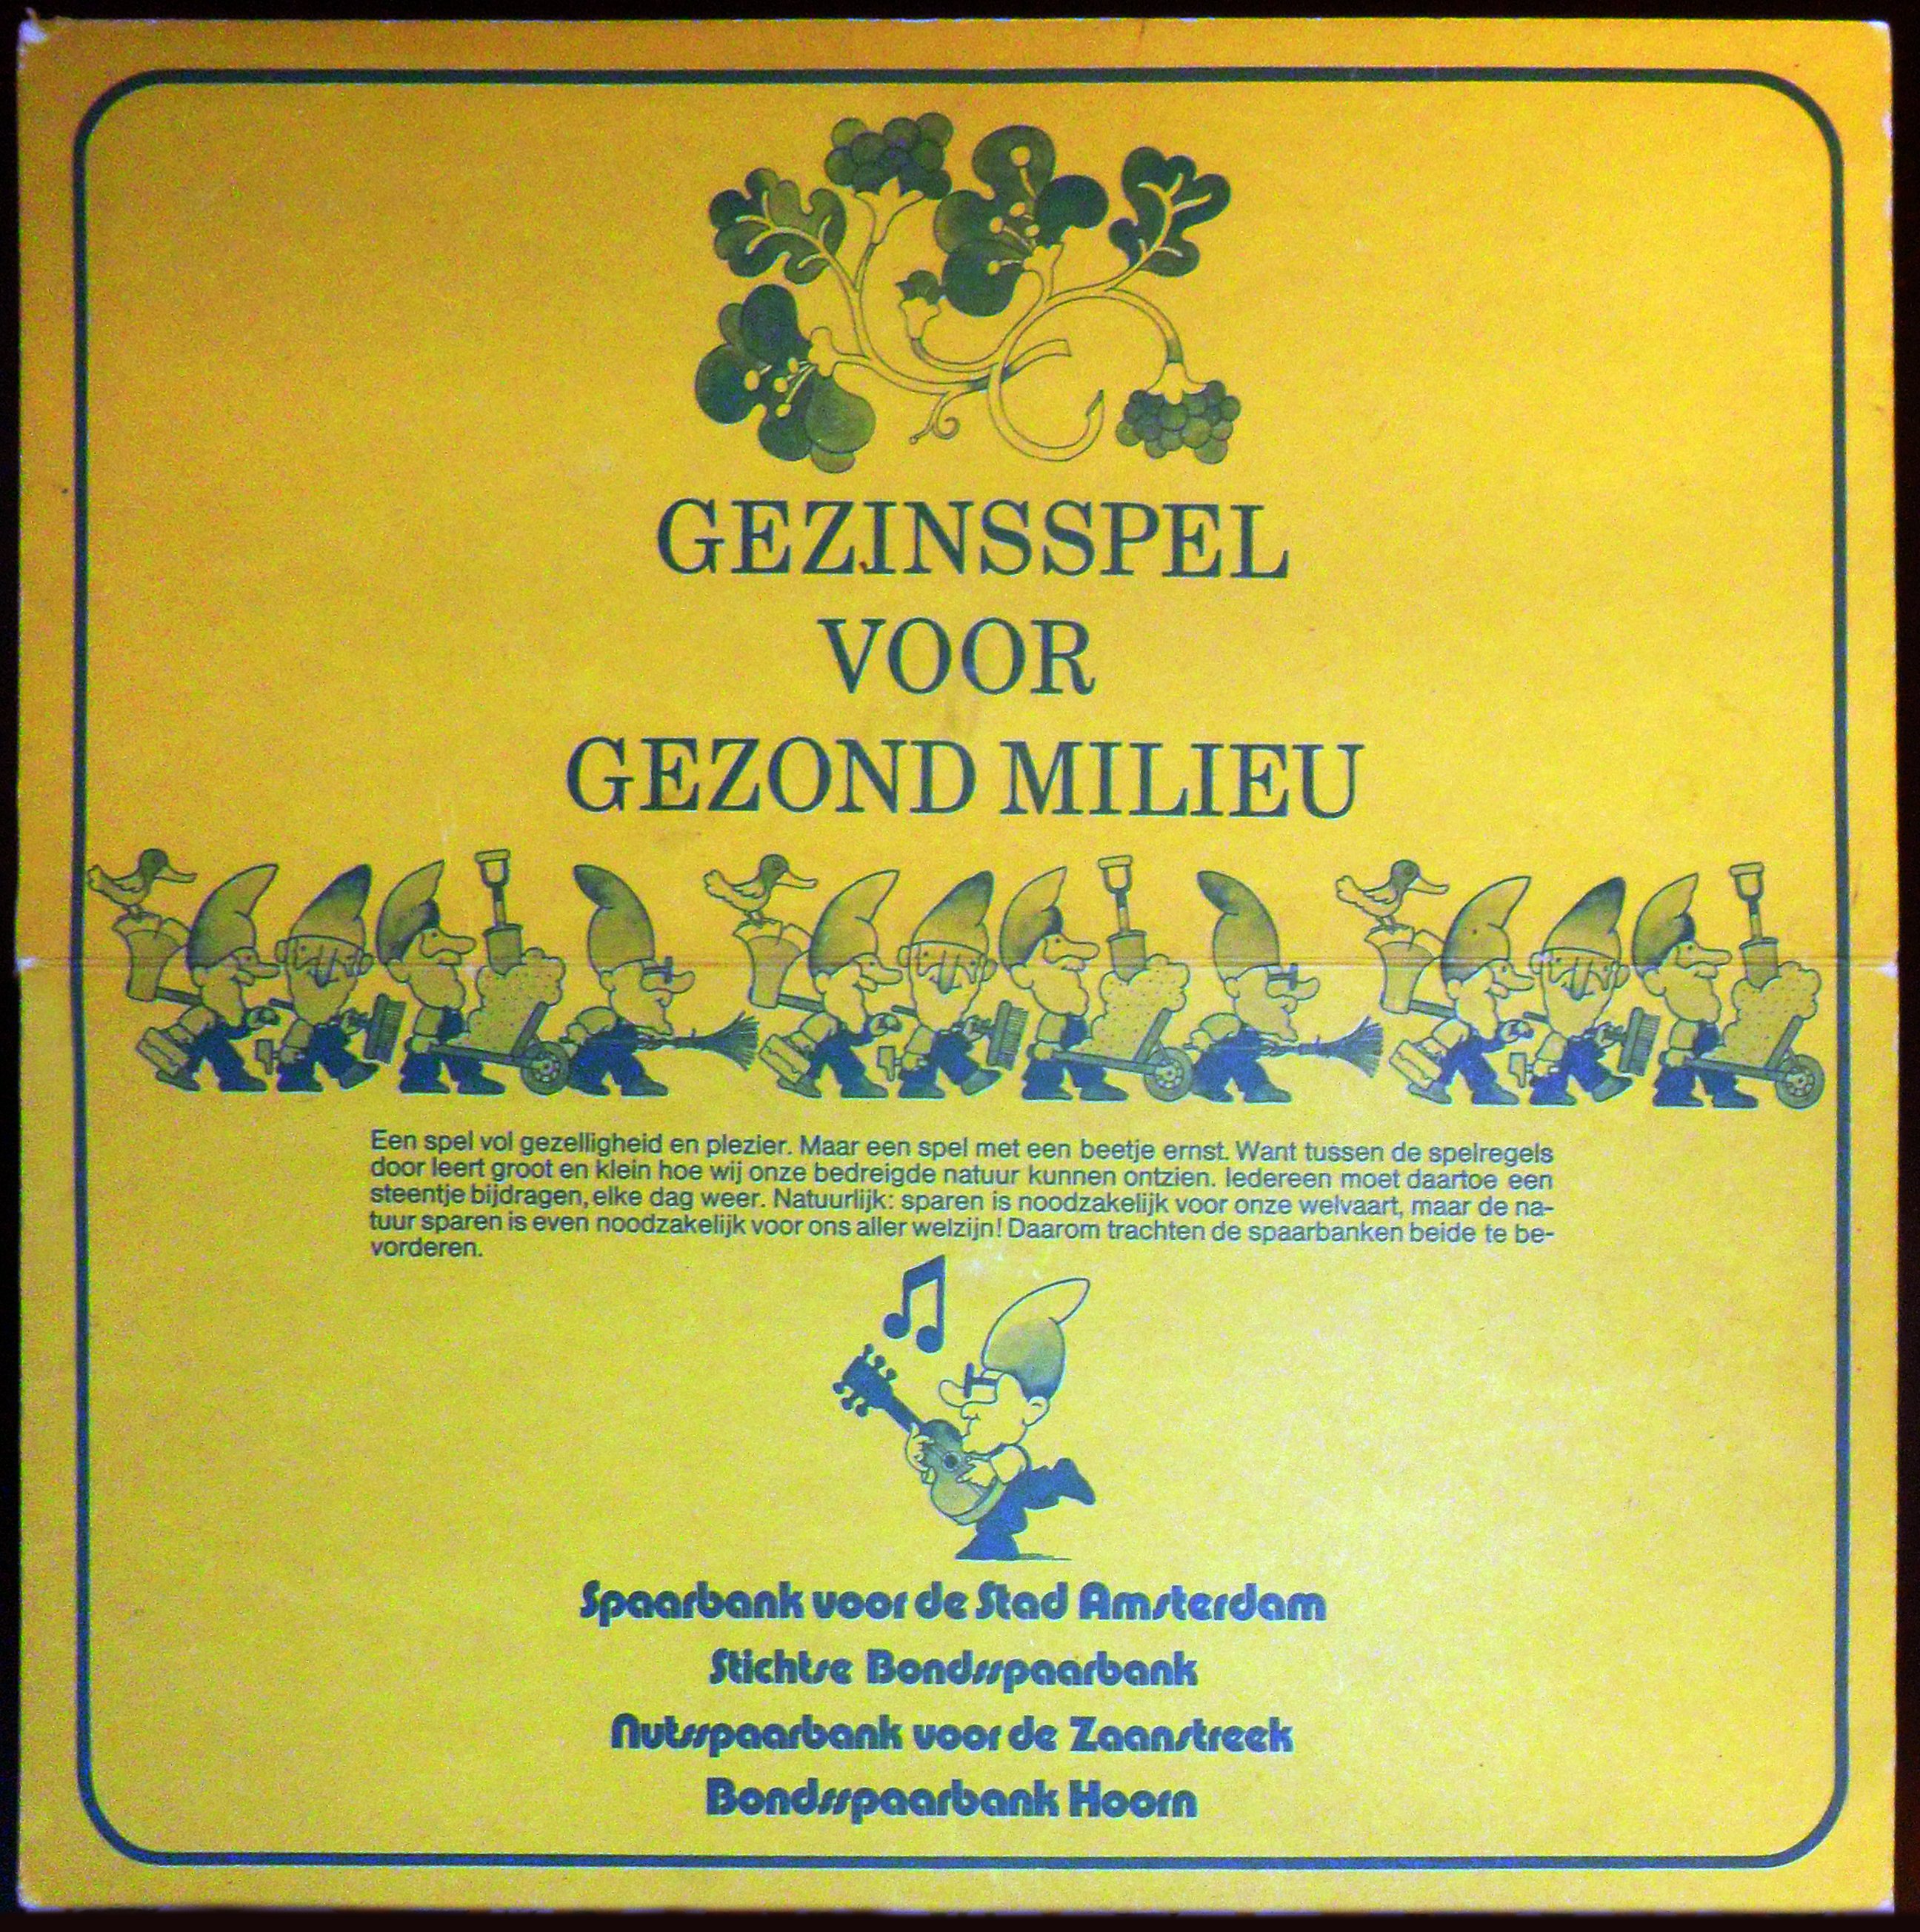 GEZINSSPEL
VOOR
GEZOND MILIEU
Een spel vol gezelligheid en plezier. Maar een spel met een beetje ernst. Want tussen de spelregels
door leert groot en klein hoe wij onze bedreigde natuur kunnen ontzien. Iedereen moet daartoe een
steentje bijdragen, elke dag weer. Natuurlijk: sparen is noodzakelijk voor onze welvaart, maar de na-
tuur sparen is even noodzakelijk voor ons aller welzijn! Daarom trachten de spaarbanken beide te be-
vorderen.
Spaarbank voor de Stad Amsterdam
Stichtse Bondsspaarbank
Nutsspaarbank voor de Zaanstreek
Bondsspaarbank Hoorn